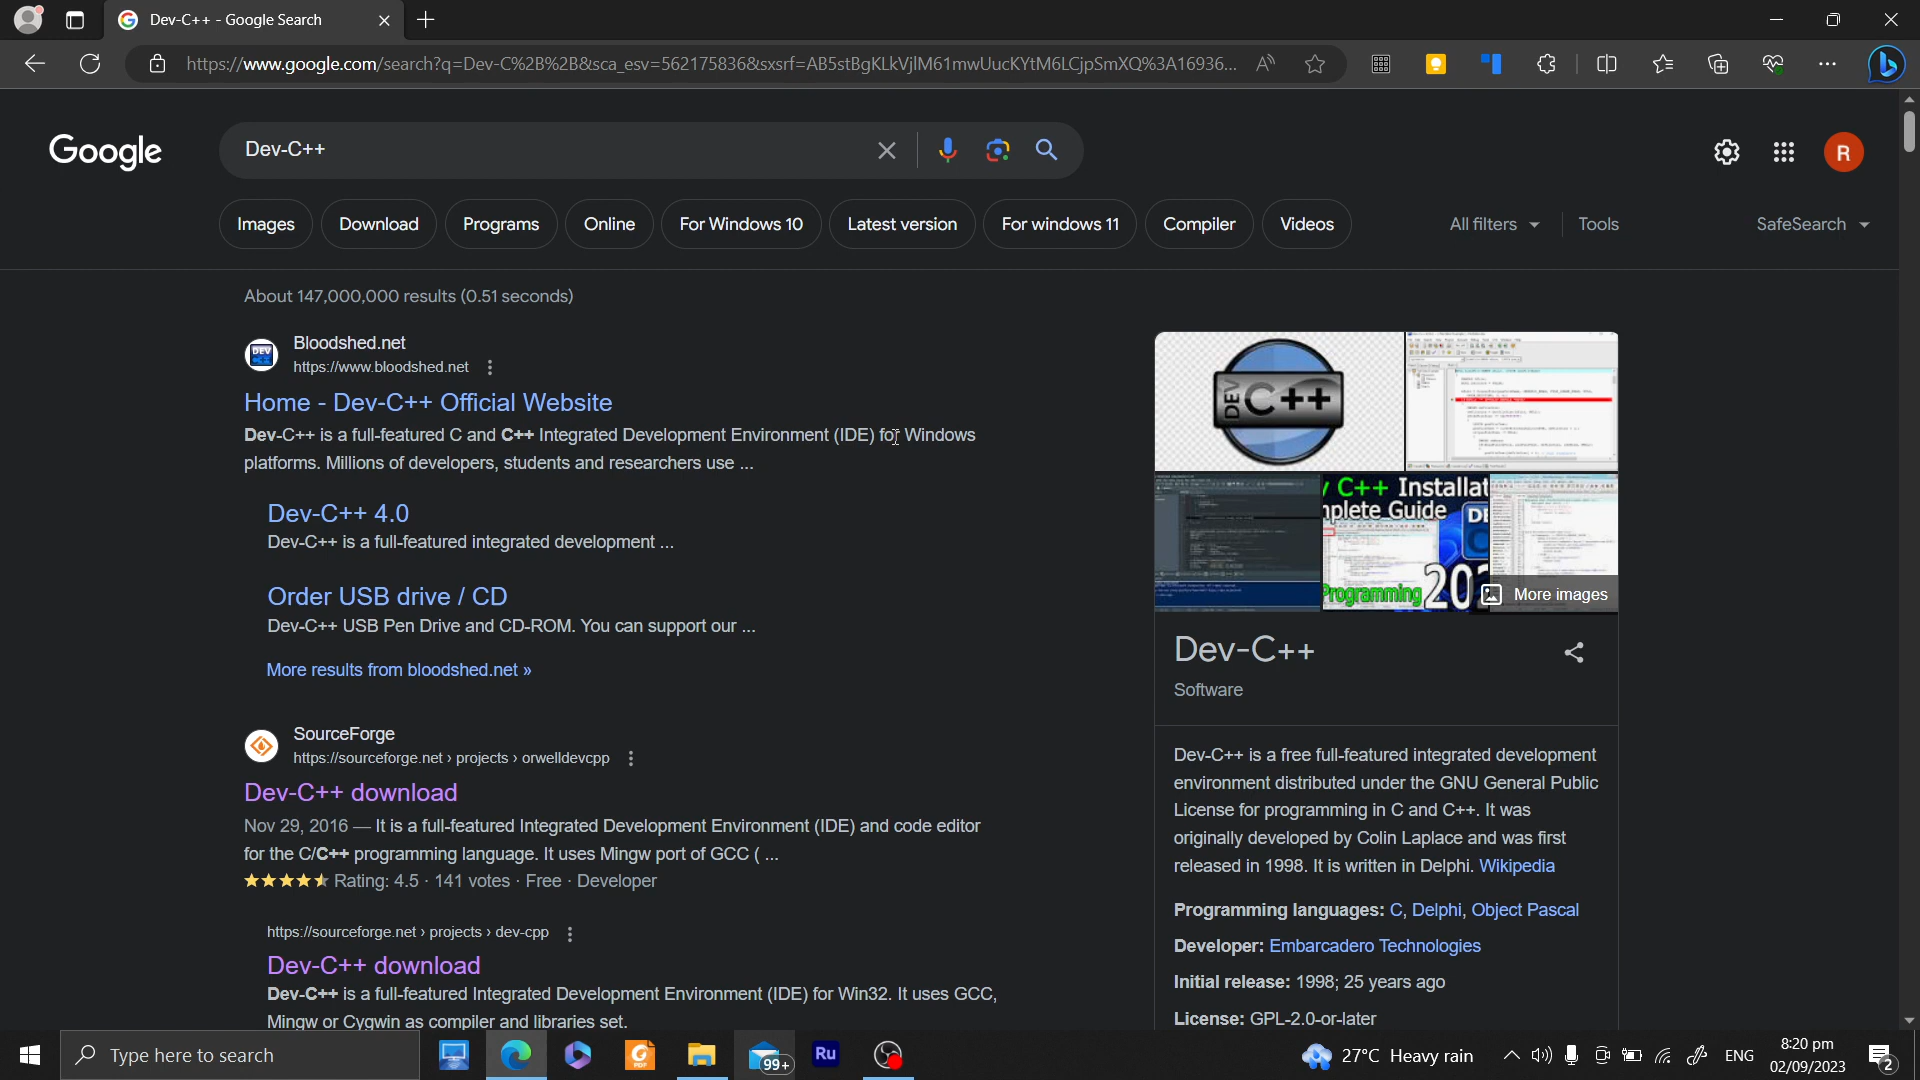 Dev-C++ - Google Search
https://www.google.com/search?q=Dev-C%2B%2B&sca_esv=562175836&sxsrf=AB5stBgKLkVjlM61mwUucKYtM6LCjpSmXQ%3A16936...
Google
Dev-C++
R
Images
Download
Programs
Online
For Windows 10
Latest version
For windows 11
Compiler
Videos
All filters
Tools
SafeSearch
About 147,000,000 results (0.51 seconds)
DEV
Bloodshed.net
https://www.bloodshed.net
Home - Dev-C++ Official Website
Dev-C++ is a full-featured C and C++ Integrated Development Environment (IDE) for Windows
platforms. Millions of developers, students and researchers use ...
Dev-C++ 4.0
Dev-C++ is a full-featured integrated development ...
Order USB drive / CD
Dev-C++ USB Pen Drive and CD-ROM. You can support our ...
More results from bloodshed.net »
SourceForge
https://sourceforge.net › projects › orwelldevcpp
Dev-C++ download
Nov 29, 2016 — It is a full-featured Integrated Development Environment (IDE) and code editor
for the C/C++ programming language. It uses Mingw port of GCC ( ...
Rating: 4.5 · 141 votes · Free · Developer
https://sourceforge.net › projects › dev-cpp
Dev-C++ download
Dev-C++ is a full-featured Integrated Development Environment (IDE) for Win32. It uses GCC,
Mingw or Cygwin as compiler and libraries set.
DEV C++
C++ Installat
Guide
Programming
More images
Dev-C++
Software
Dev-C++ is a free full-featured integrated development
environment distributed under the GNU General Public
License for programming in C and C++. It was
originally developed by Colin Laplace and was first
released in 1998. It is written in Delphi. Wikipedia
Programming languages: C, Delphi, Object Pascal
Developer: Embarcadero Technologies
Initial release: 1998; 25 years ago
License: GPL-2.0-or-later
Type here to search
PDF
99+
Ru
27°C Heavy rain
ENG
8:20 pm
02/09/2023
2